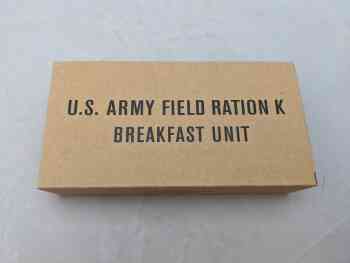 U.S. ARMY FIELD RATION K
BREAKFAST UNIT